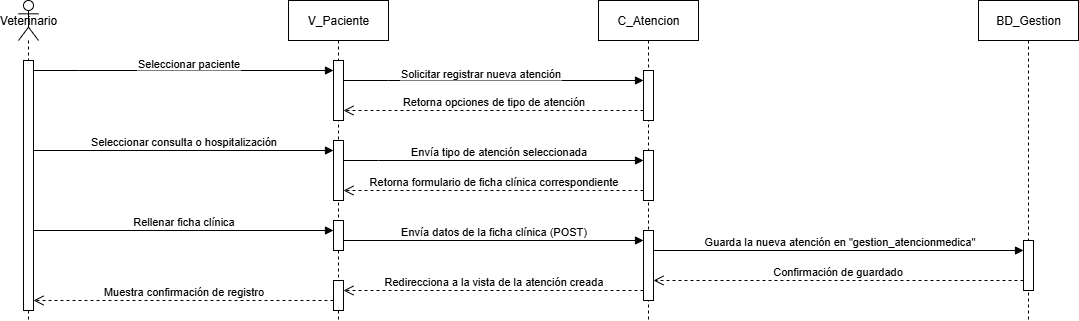 Veterinario
V_Paciente
C_Atencion
BD_Gestion
Seleccionar paciente
Solicitar registrar nueva atención
Retorna opciones de tipo de atención
Seleccionar consulta o hospitalización
Envía tipo de atención seleccionada
Retorna formulario de ficha clínica correspondiente
Rellenar ficha clínica
Envía datos de la ficha clínica (POST)
Guarda la nueva atención en "gestion_atencionmedica"
Confirmación de guardado
Redirecciona a la vista de la atención creada
Muestra confirmación de registro